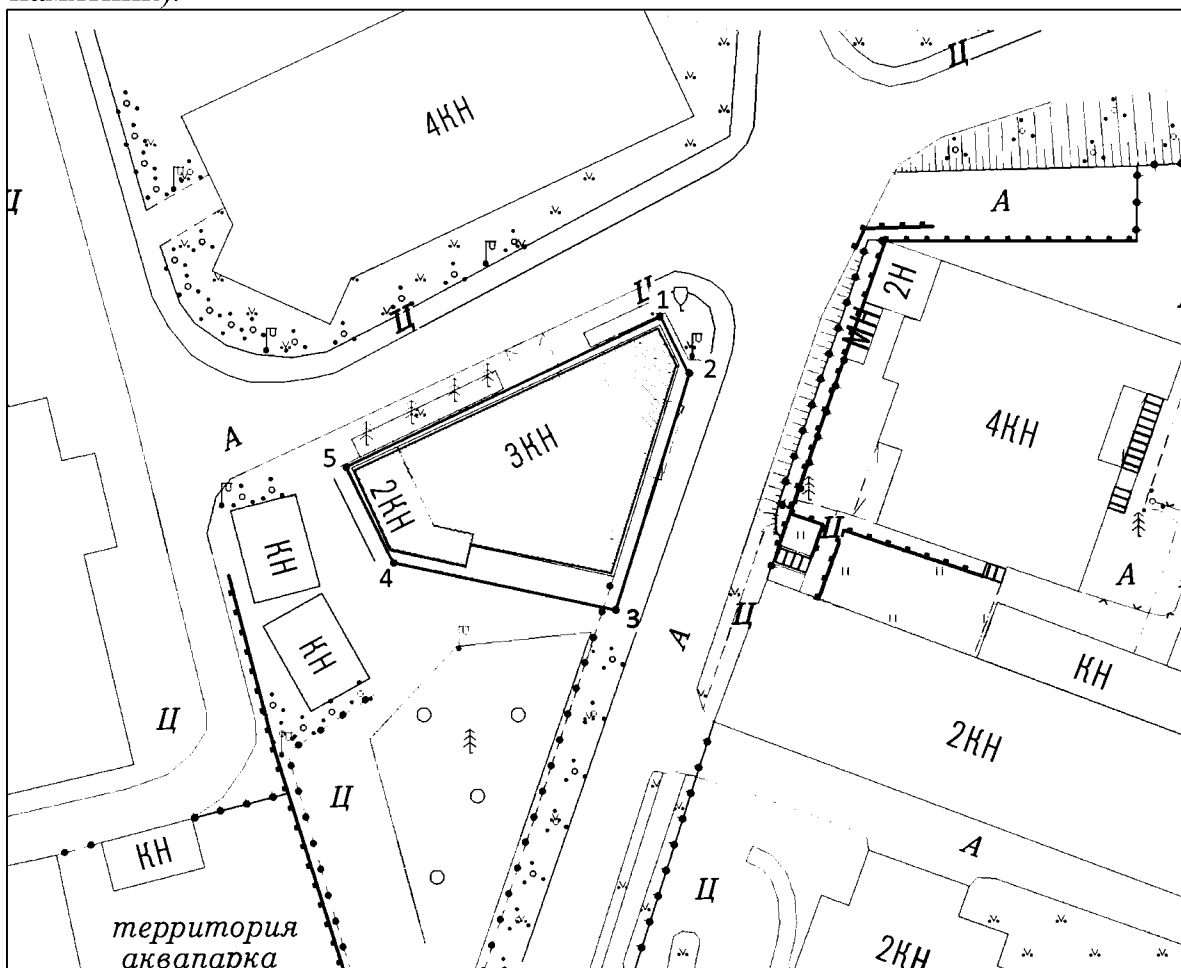 4КН
Ц
Ц
А
Ц
Ц
1
2Н
МН
2
А
3КН
4КН
5
2КН
КН
Ц
А
4
3
Ц
КН
А
КН
Ц
2КН
Ц
КН
А
Ц
территория
аквапарка
2КН